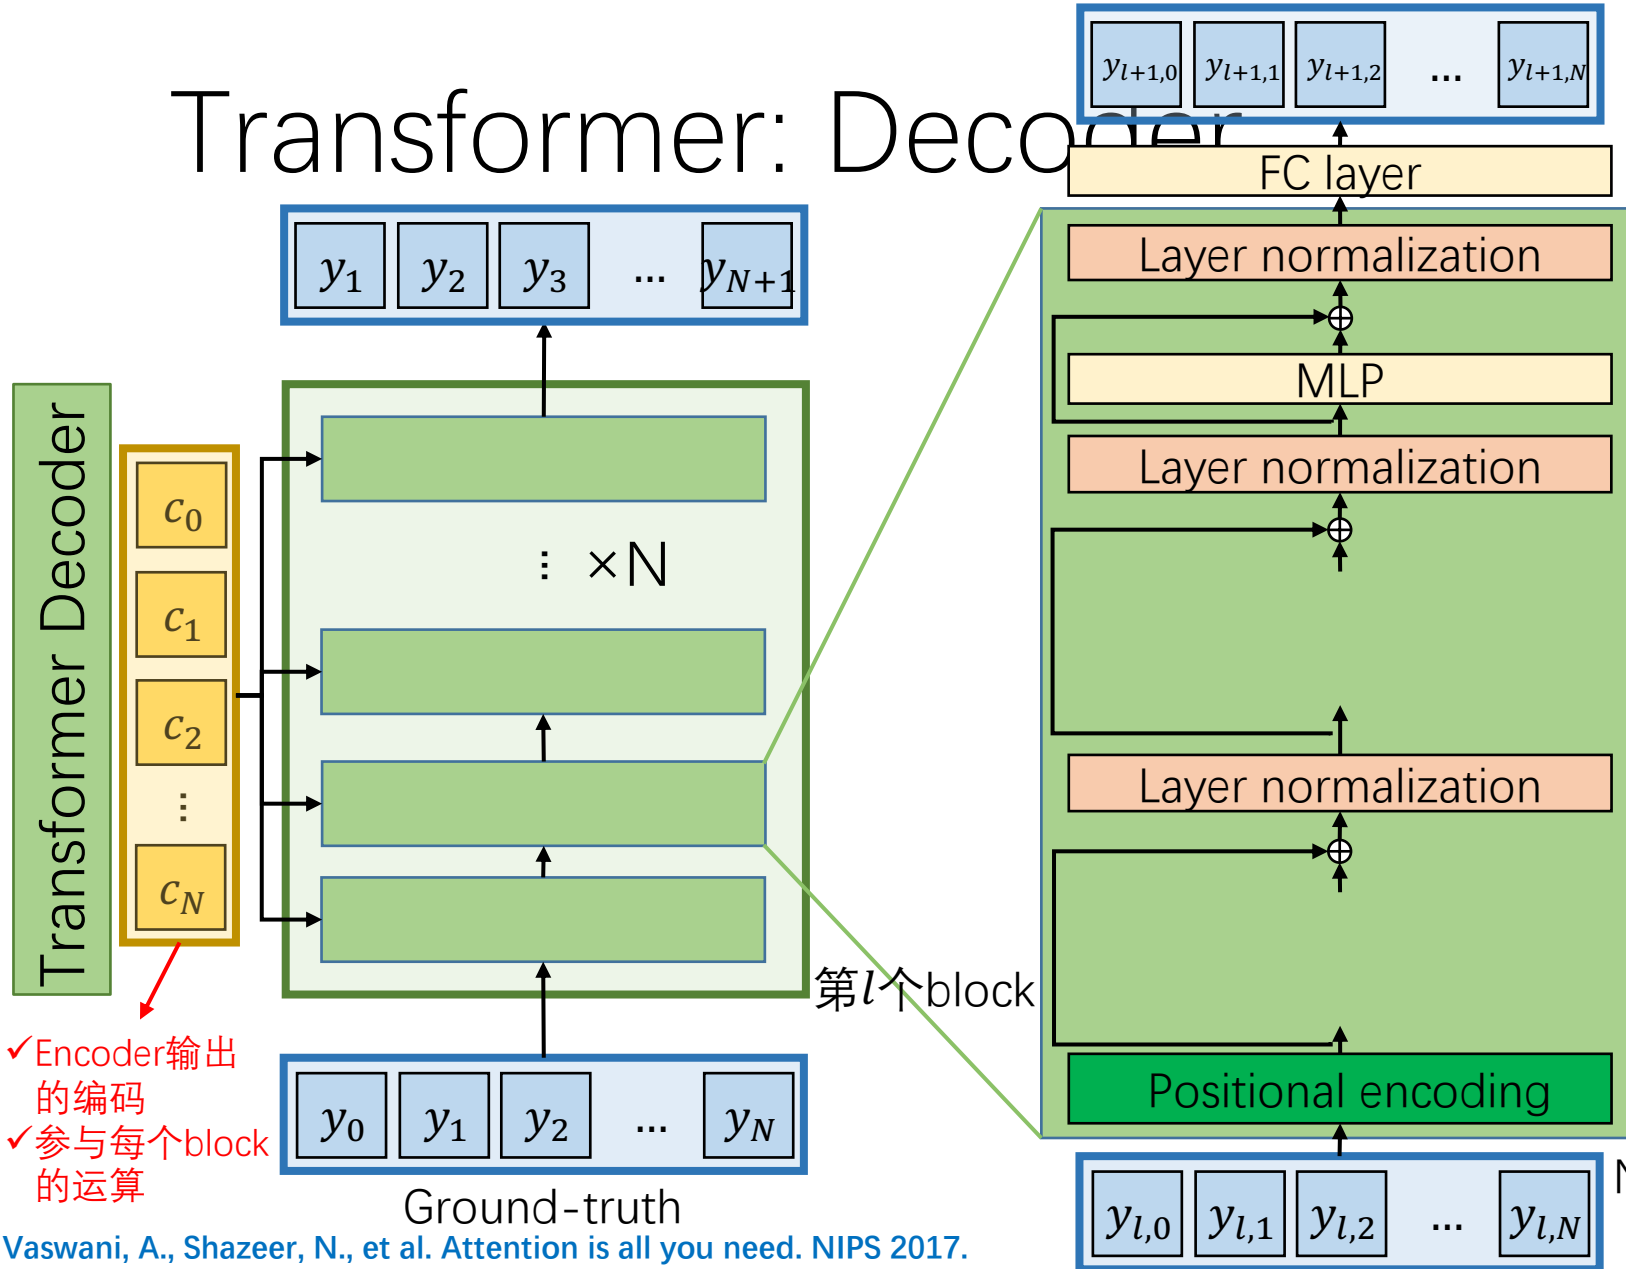 Transformer: Decoder
y_1 y_2 y_3 ... y_{N+1}
Transformer Decoder
c_0
c_1
c_2
⋮
c_N
⋮ ×N
✓Encoder输出
的编码
✓参与每个block
的运算
y_0 y_1 y_2 ... y_N
Ground-truth
第l个block
y_{l+1,0} y_{l+1,1} y_{l+1,2} ... y_{l+1,N}
FC layer
Layer normalization
MLP
Layer normalization
Layer normalization
Positional encoding
y_{l,0} y_{l,1} y_{l,2} ... y_{l,N}
Vaswani, A., Shazeer, N., et al. Attention is all you need. NIPS 2017.